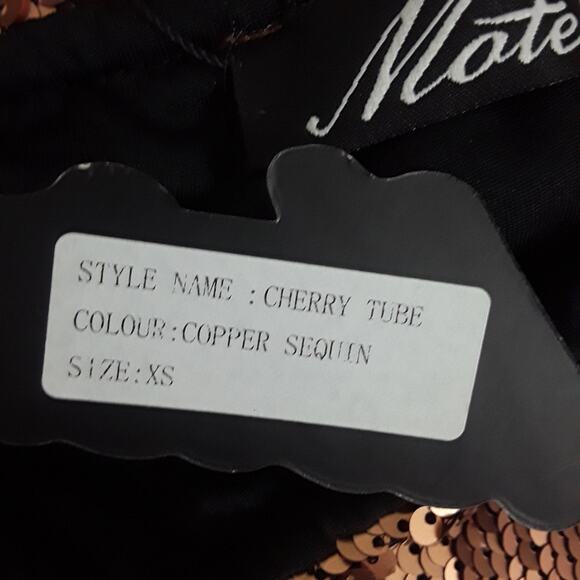 Mote
STYLE NAME :CHERRY TUBE
COLOUR:COPPER SEQUIN
SIZE:XS